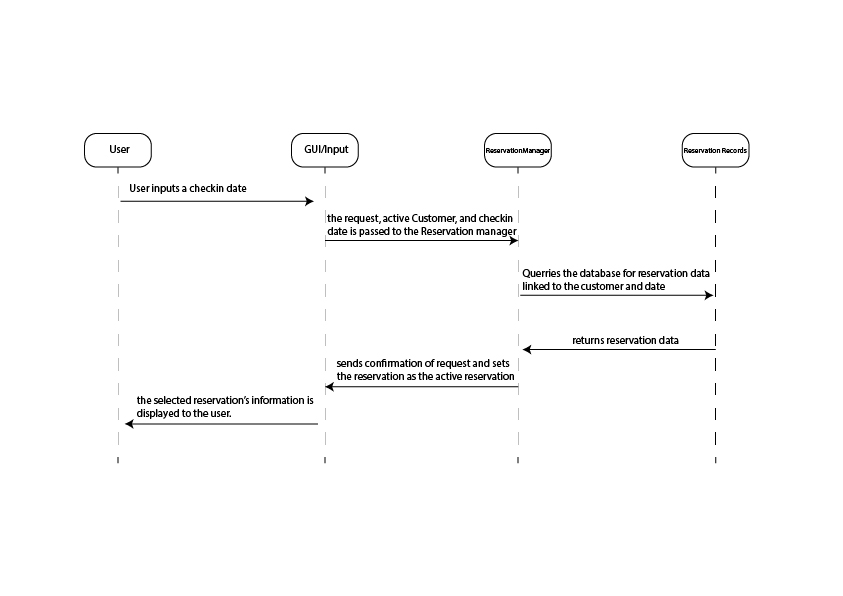 User
GUI/Input
ReservationManager
Reservation Records
User inputs a checkin date
the request, active Customer, and checkin
date is passed to the Reservation manager
Querries the database for reservation data
linked to the customer and date
returns reservation data
sends confirmation of request and sets
the reservation as the active reservation
the selected reservation's information is
displayed to the user.